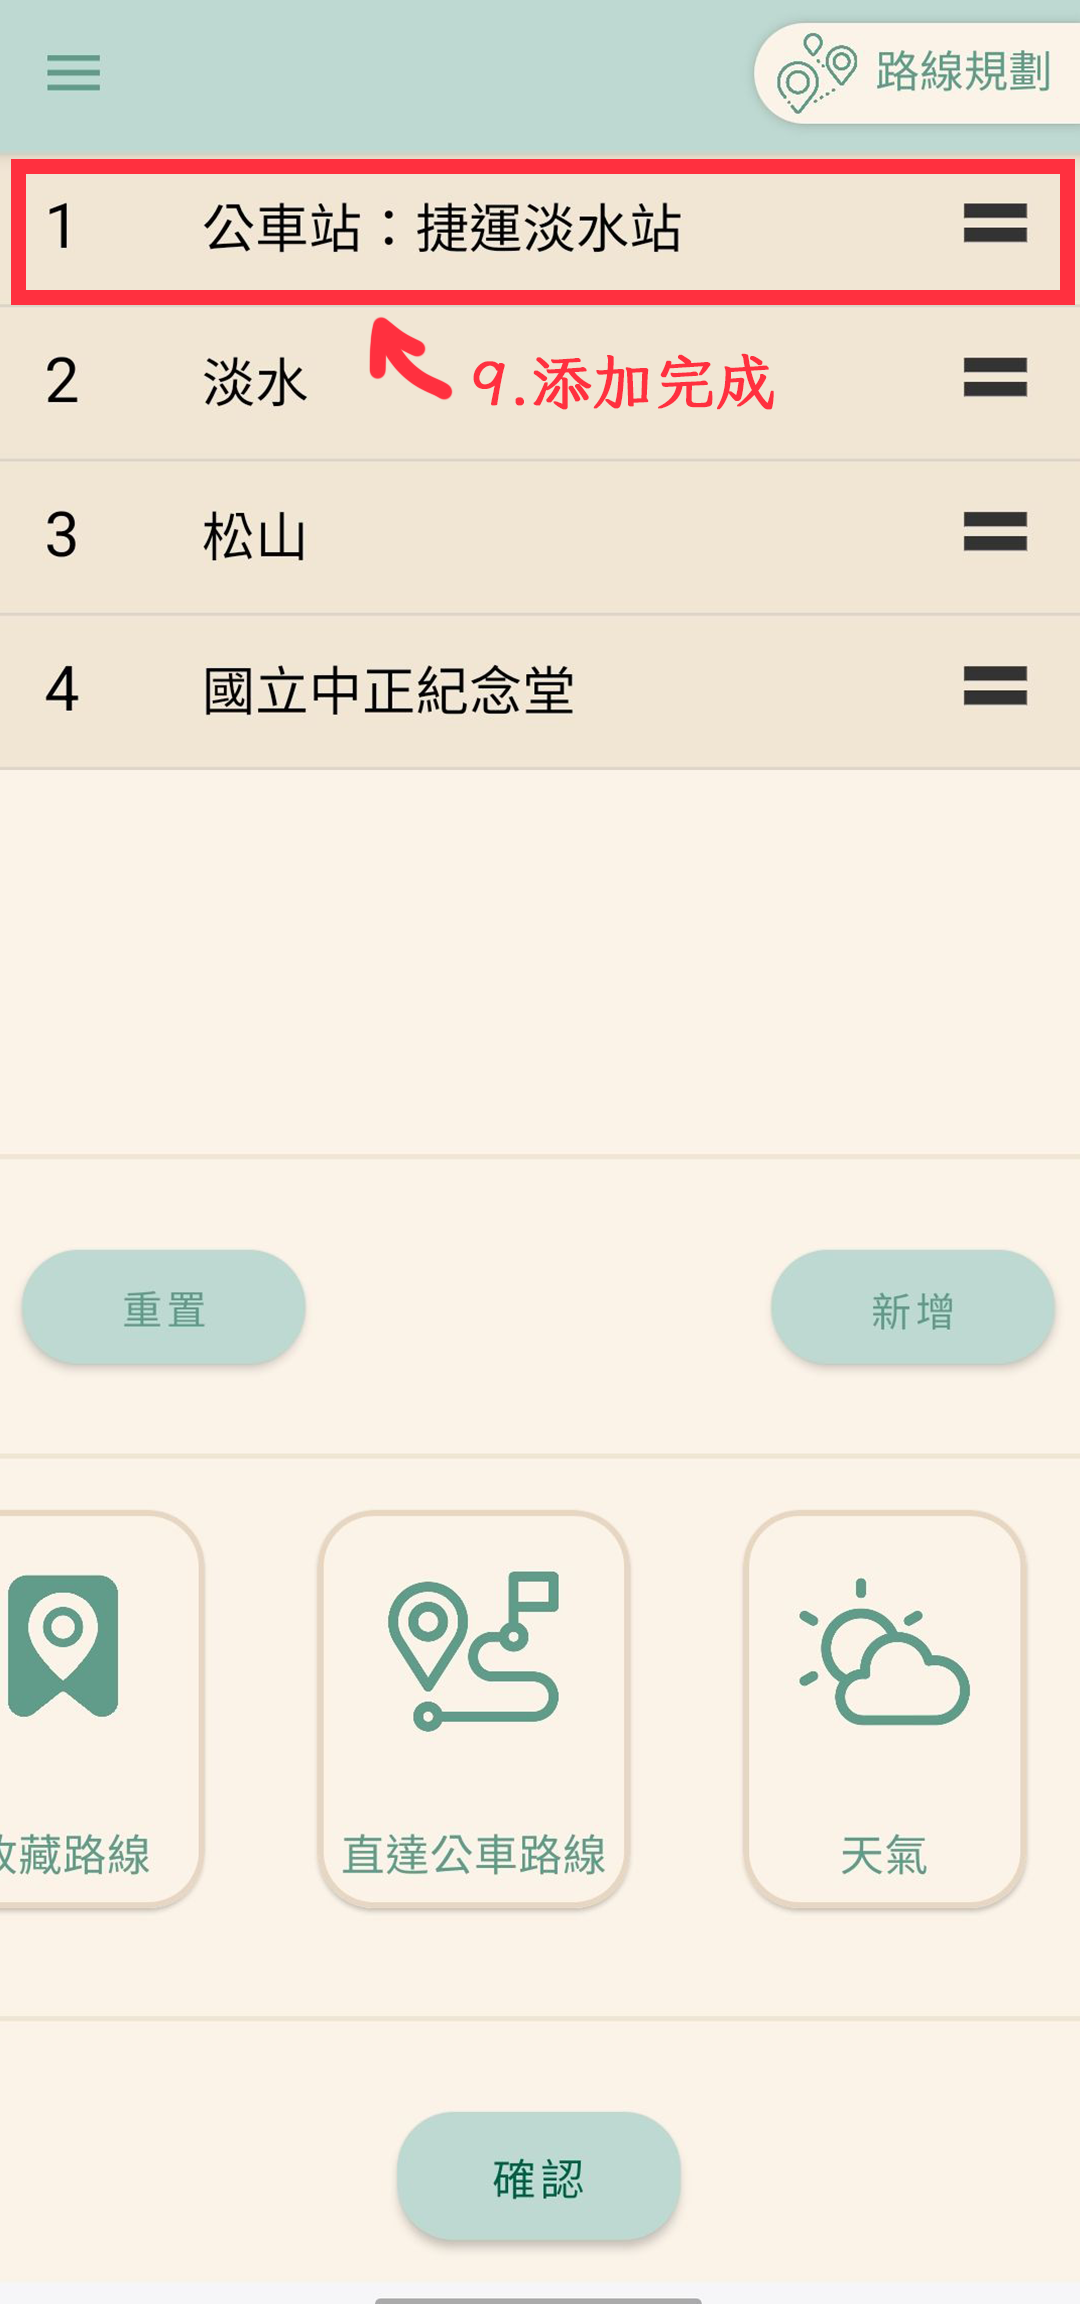 路線規劃
1 公車站：捷運淡水站
2 淡水
9.添加完成
3 松山
4 國立中正紀念堂
重置
新增
收藏路線
直達公車路線
天氣
確認